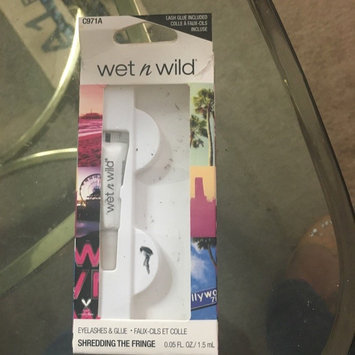 C971A
LASH GLUE INCLUDED
COLLE À FAUX-CILS
INCLUSE
wet n wild
wet n wild
EYELASHES & GLUE • FAUX-CILS ET COLLE
SHREDDING THE FRINGE
0.05 FL. OZ / 1.5 mL